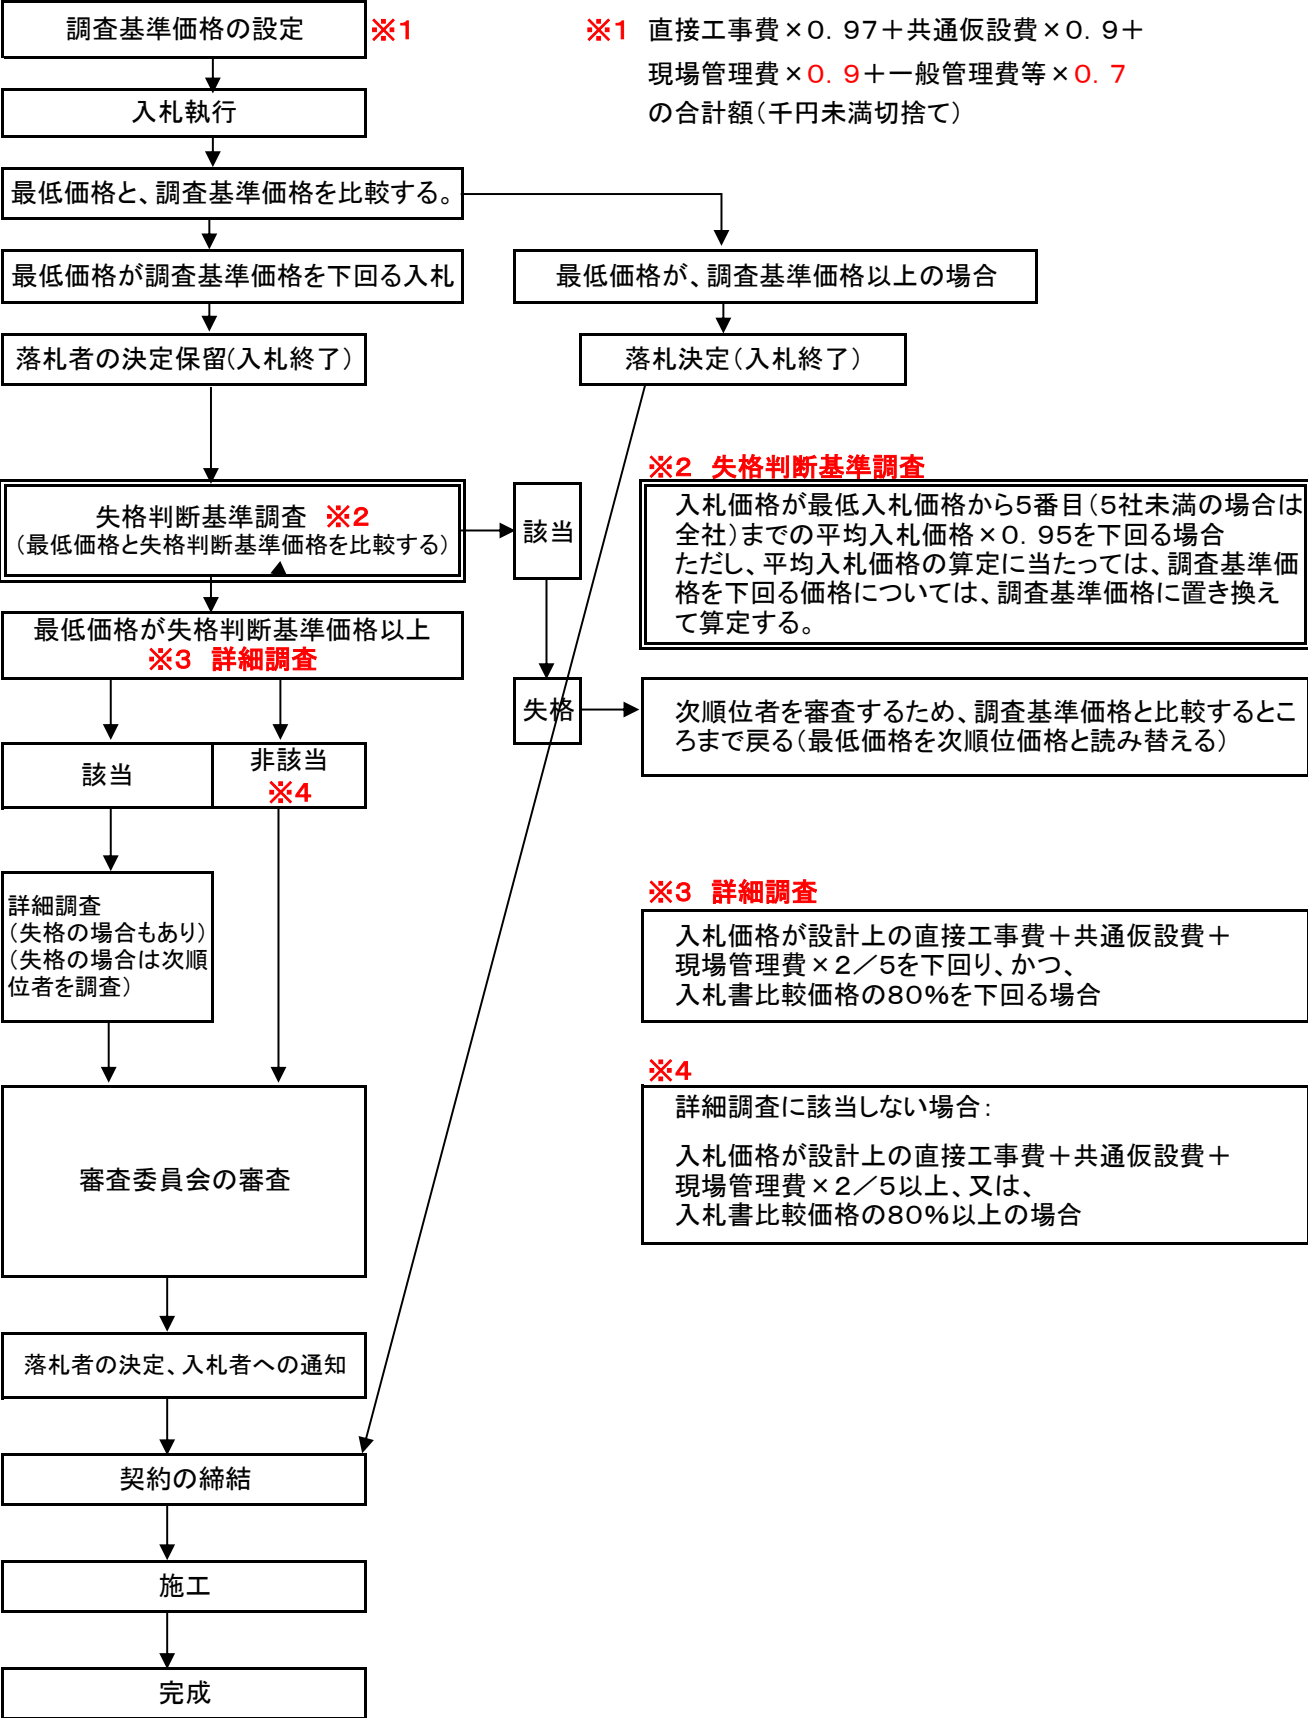 調査基準価格の設定 ※1
※1 直接工事費×0.97+共通仮設費×0.9+
現場管理費×0.9+一般管理費等×0.7
の合計額(千円未満切捨て)
入札執行
最低価格と、調査基準価格を比較する。
最低価格が調査基準価格を下回る入札
最低価格が、調査基準価格以上の場合
落札者の決定保留(入札終了)
落札決定(入札終了)
失格判断基準調査 ※2
(最低価格と失格判断基準価格を比較する)
該当
※2 失格判断基準調査
入札価格が最低入札価格から5番目(5社未満の場合は
全社)までの平均入札価格×0.95を下回る場合
ただし、平均入札価格の算定に当たっては、調査基準価
格を下回る価格については、調査基準価格に置き換え
て算定する。
最低価格が失格判断基準価格以上
※3 詳細調査
失格
次順位者を審査するため、調査基準価格と比較するとこ
ろまで戻る(最低価格を次順位価格と読み替える)
該当
非該当
※4
詳細調査
(失格の場合もあり)
(失格の場合は次順
位者を調査)
※3 詳細調査
入札価格が設計上の直接工事費+共通仮設費+
現場管理費×2/5を下回り、かつ、
入札書比較価格の80%を下回る場合
※4
詳細調査に該当しない場合:
入札価格が設計上の直接工事費+共通仮設費+
現場管理費×2/5以上、又は、
入札書比較価格の80%以上の場合
審査委員会の審査
落札者の決定、入札者への通知
契約の締結
施工
完成